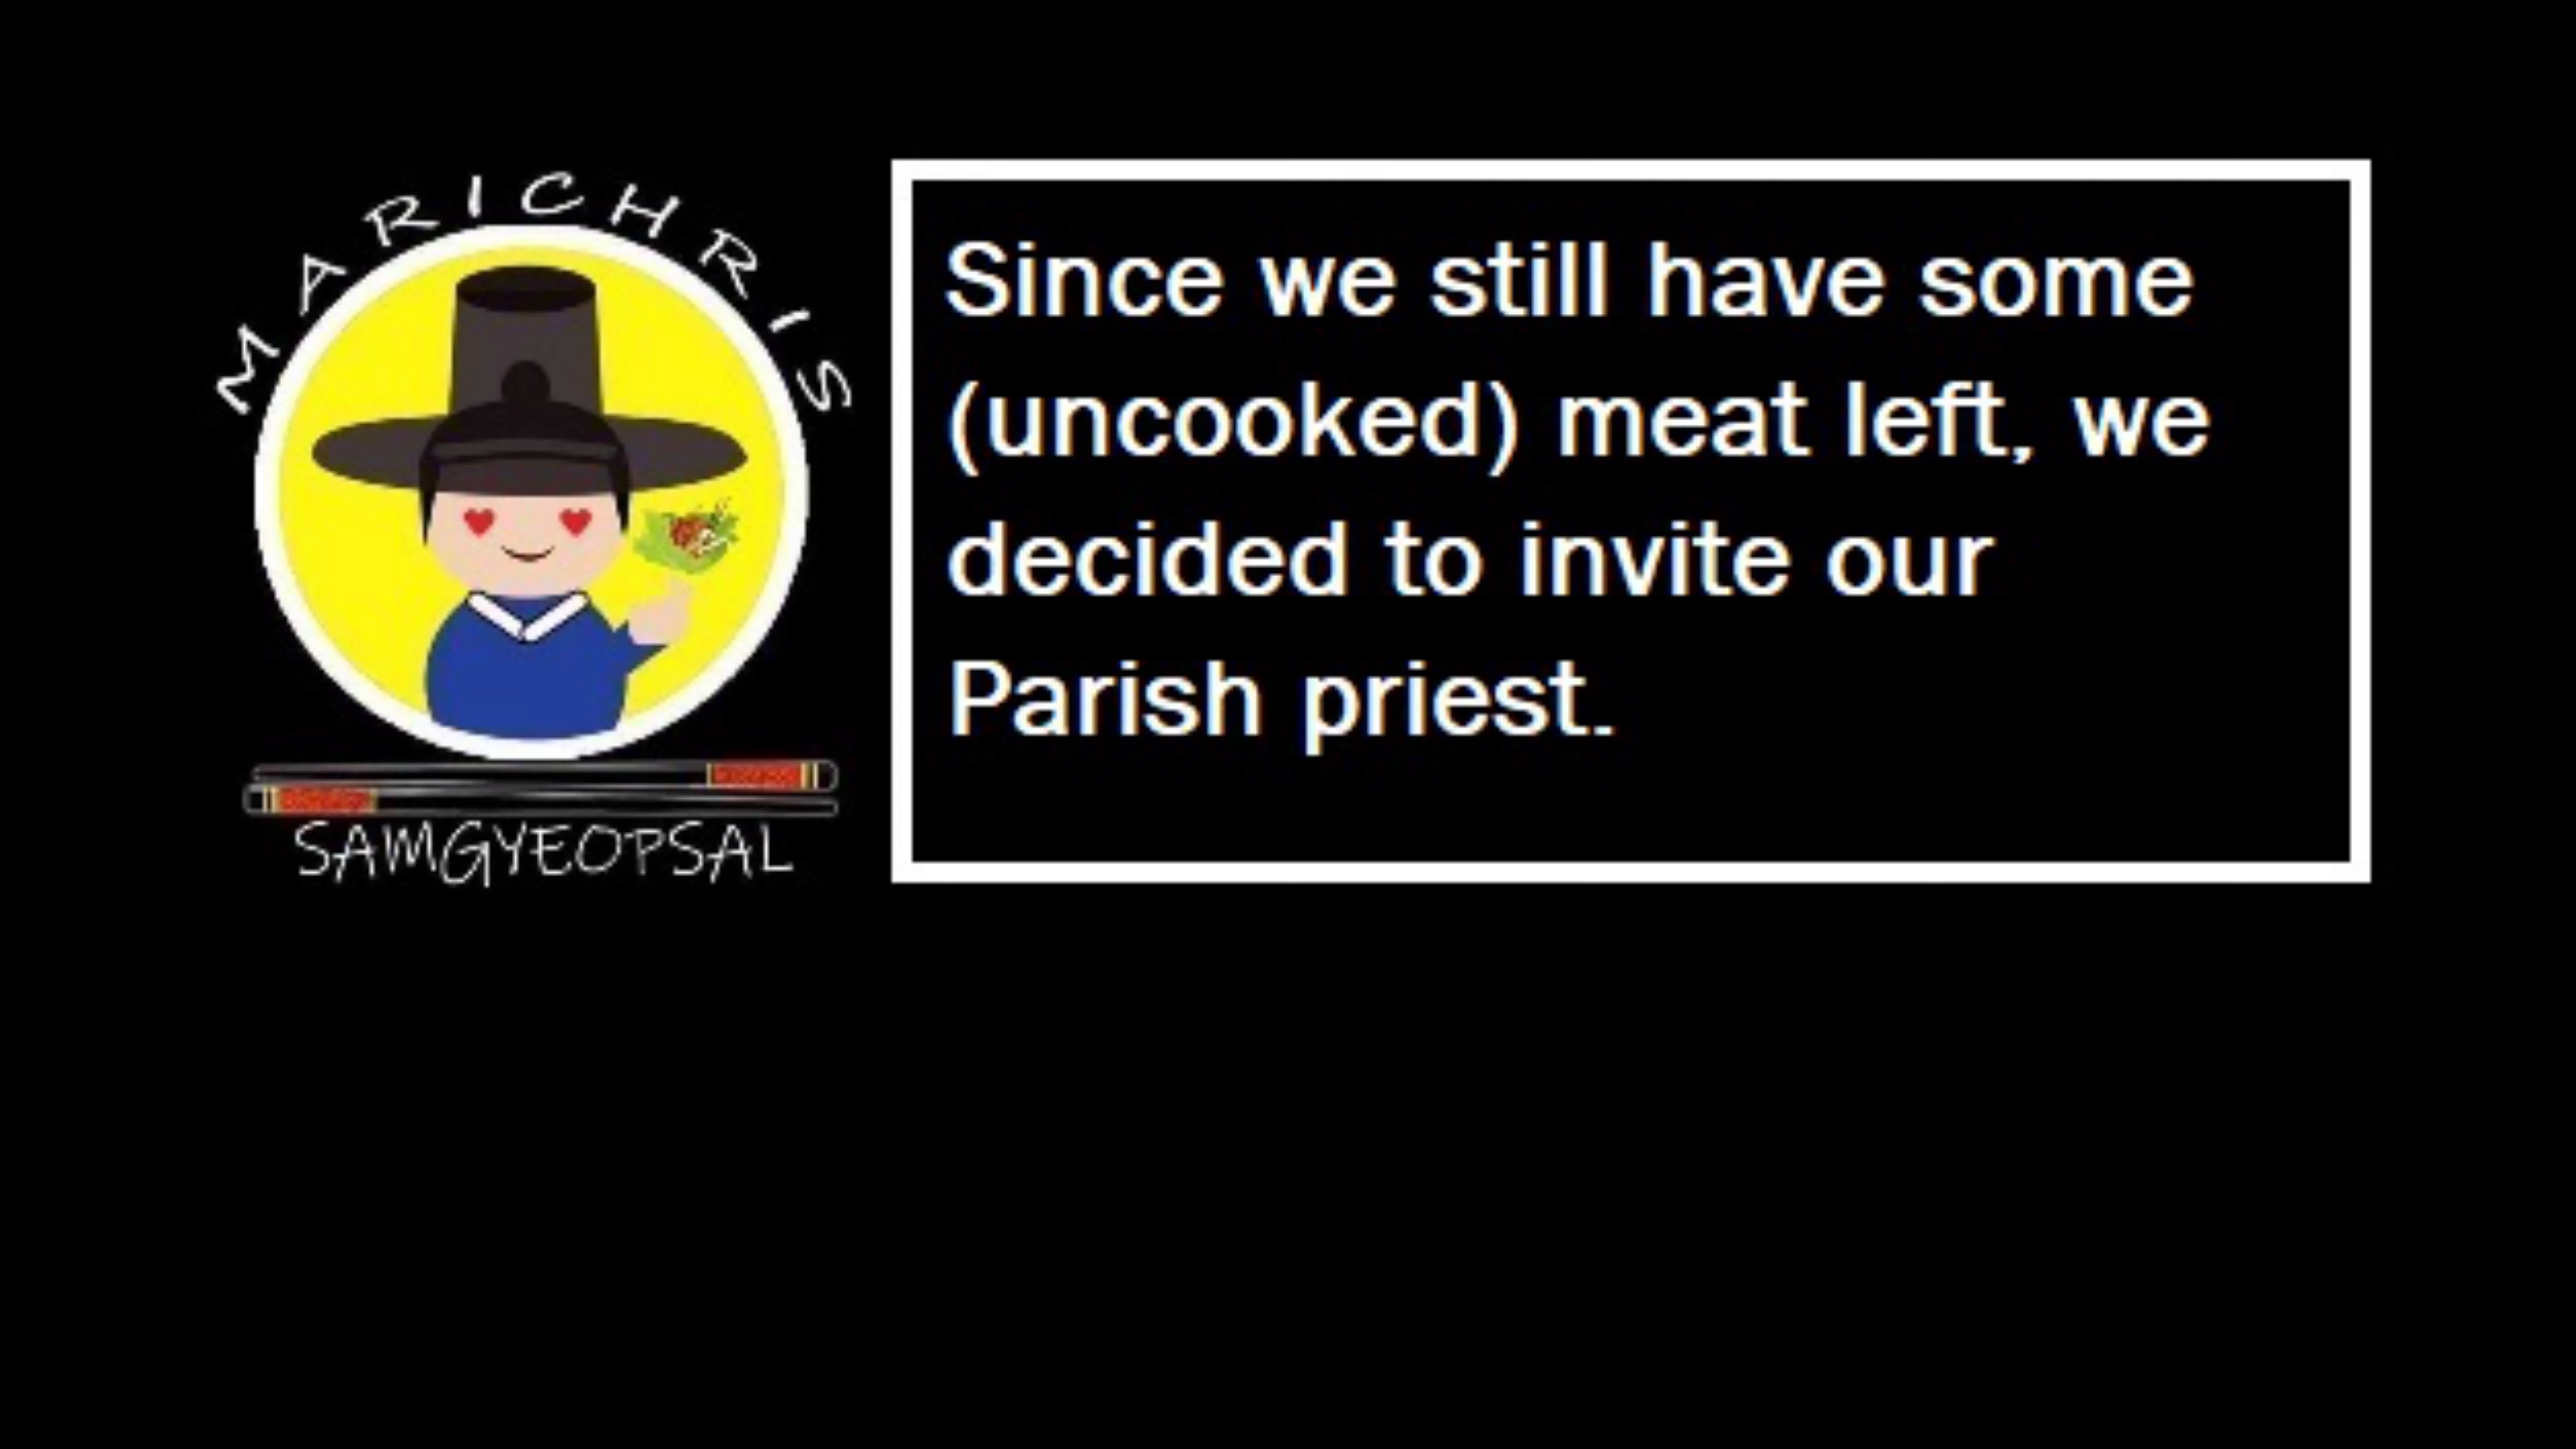 MARICHRIS
SAMGYEOPSAL
Since we still have some
(uncooked) meat left, we
decided to invite our
Parish priest.